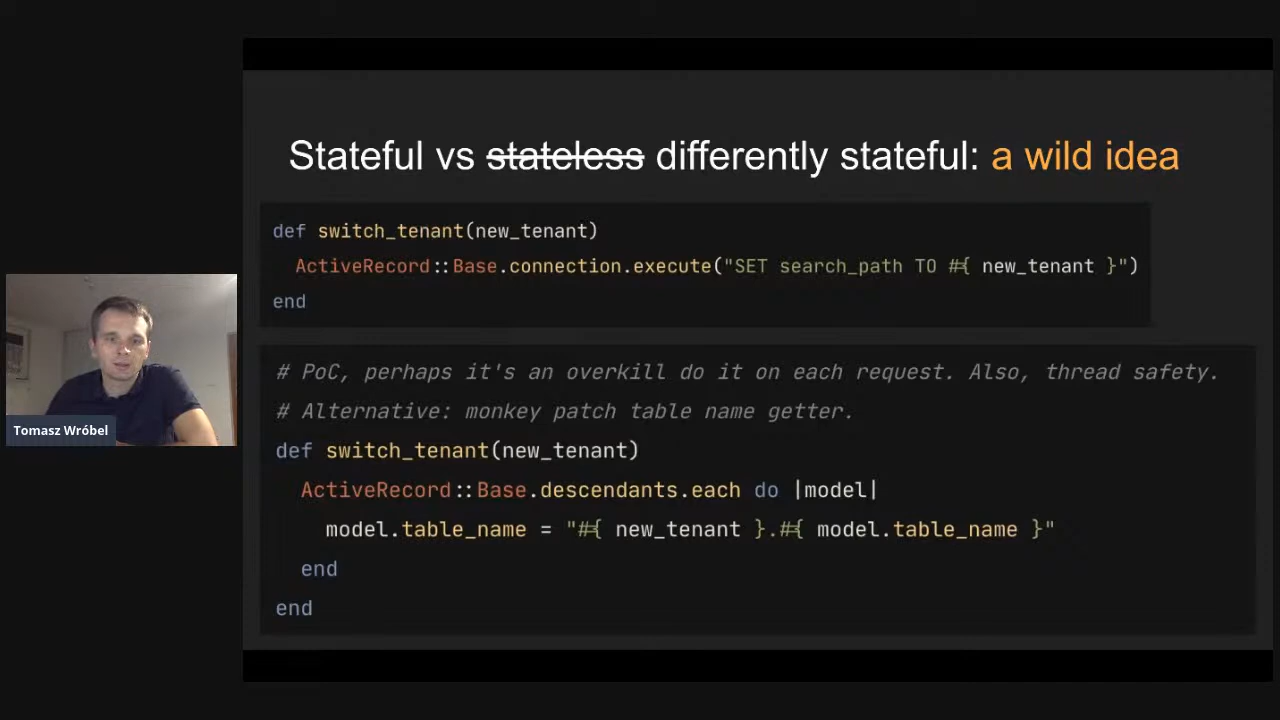 Stateful vs stateless differently stateful: a wild idea
def switch_tenant(new_tenant)
  ActiveRecord::Base.connection.execute("SET search_path TO #{ new_tenant }")
end
# PoC, perhaps it's an overkill do it on each request. Also, thread safety.
# Alternative: monkey patch table name getter.
def switch_tenant(new_tenant)
  ActiveRecord::Base.descendants.each do |model|
    model.table_name = "#{ new_tenant }.#{ model.table_name }"
  end
end
Tomasz Wróbel